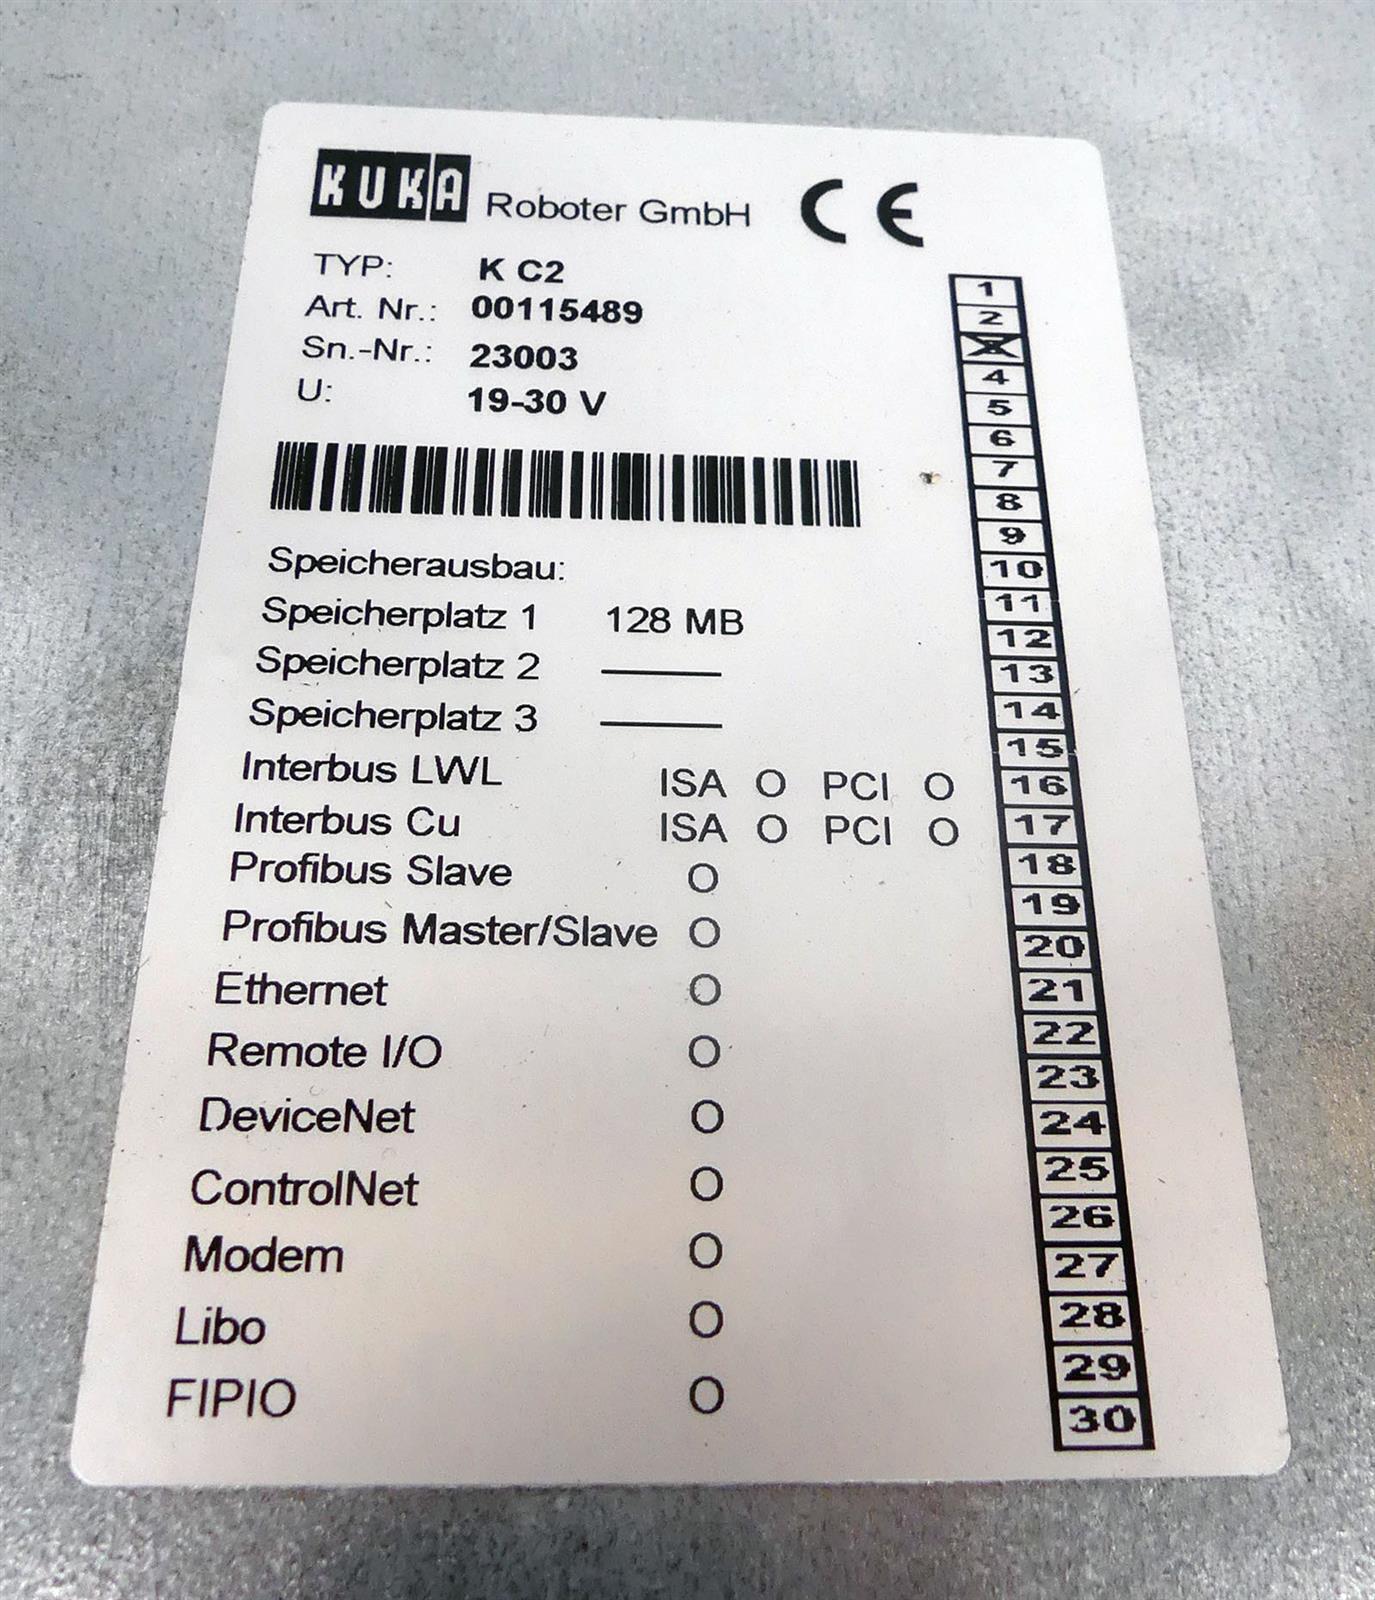 KUKA Roboter GmbH CE
TYP: K C2
Art. Nr.: 00115489
Sn.-Nr.: 23003
U: 19-30 V
Speicherausbau:
Speicherplatz 1 128 MB
Speicherplatz 2
Speicherplatz 3
Interbus LWL ISA O PCI O
Interbus Cu ISA O PCI O
Profibus Slave O
Profibus Master/Slave O
Ethernet O
Remote I/O O
DeviceNet O
ControlNet O
Modem O
Libo O
FIPIO O
1
2
4
5
6
7
8
9
10
11
12
13
14
15
16
17
18
19
20
21
22
23
24
25
26
27
28
29
30